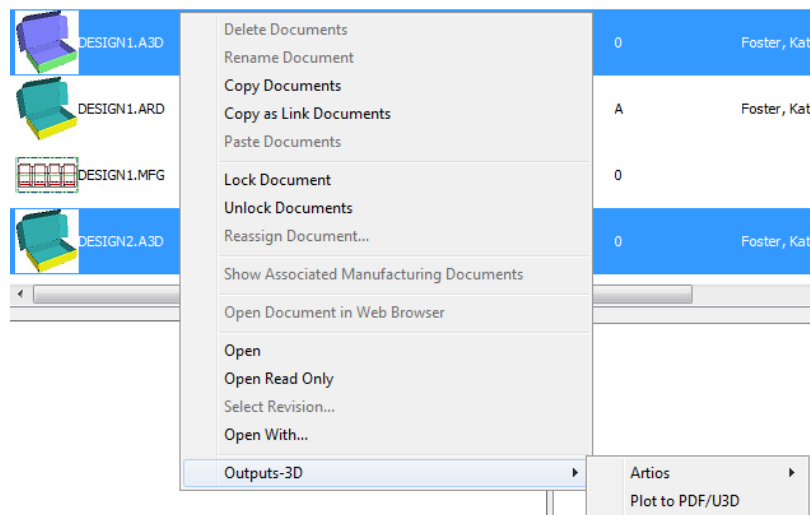 DESIGN1.A3D
0
Foster, Kat
DESIGN1.ARD
A
Foster, Kat
DESIGN1.MFG
0
DESIGN2.A3D
0
Foster, Kat
Delete Documents
Rename Document
Copy Documents
Copy as Link Documents
Paste Documents
Lock Document
Unlock Documents
Reassign Document...
Show Associated Manufacturing Documents
Open Document in Web Browser
Open
Open Read Only
Select Revision...
Open With...
Outputs-3D
Artios
Plot to PDF/U3D